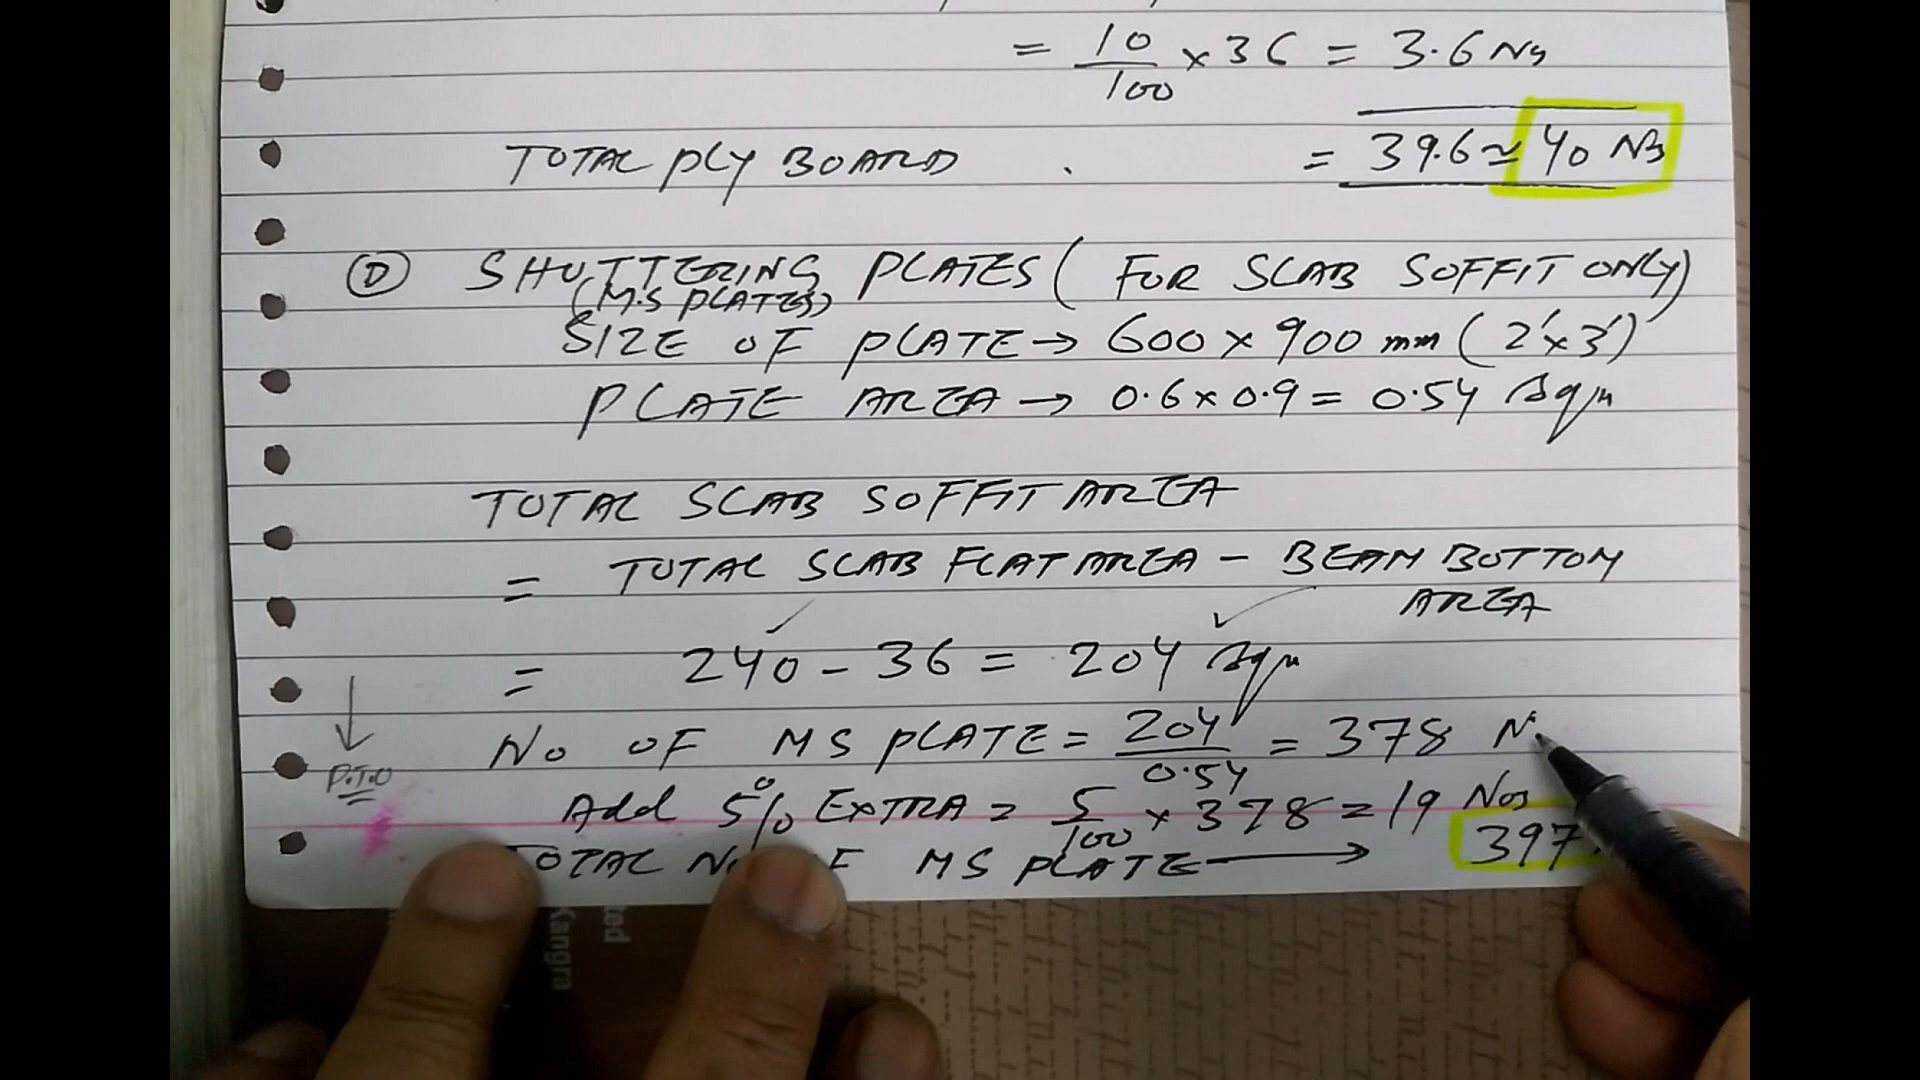 = 10/100 × 36 = 3.6 Nos
TOTAL PLY BOARD = 39.6 ≃ 40 Nos
(D) SHUTTERING PLATES (FOR SLAB SOFFIT ONLY)
(M.S PLATES)
SIZE OF PLATE → 600 × 900 mm (2'×3')
PLATE AREA → 0.6 × 0.9 = 0.54 Sqm
TOTAL SLAB SOFFIT AREA
= TOTAL SLAB FLAT AREA - BEAM BOTTOM
AREA
= 240 - 36 = 204 Sqm
No OF MS PLATE = 204/0.54 = 378 N
P.T.O
Add 5% EXTRA = 5/100 × 378 = 19 Nos
TOTAL OF MS PLATE → 397
Kangra